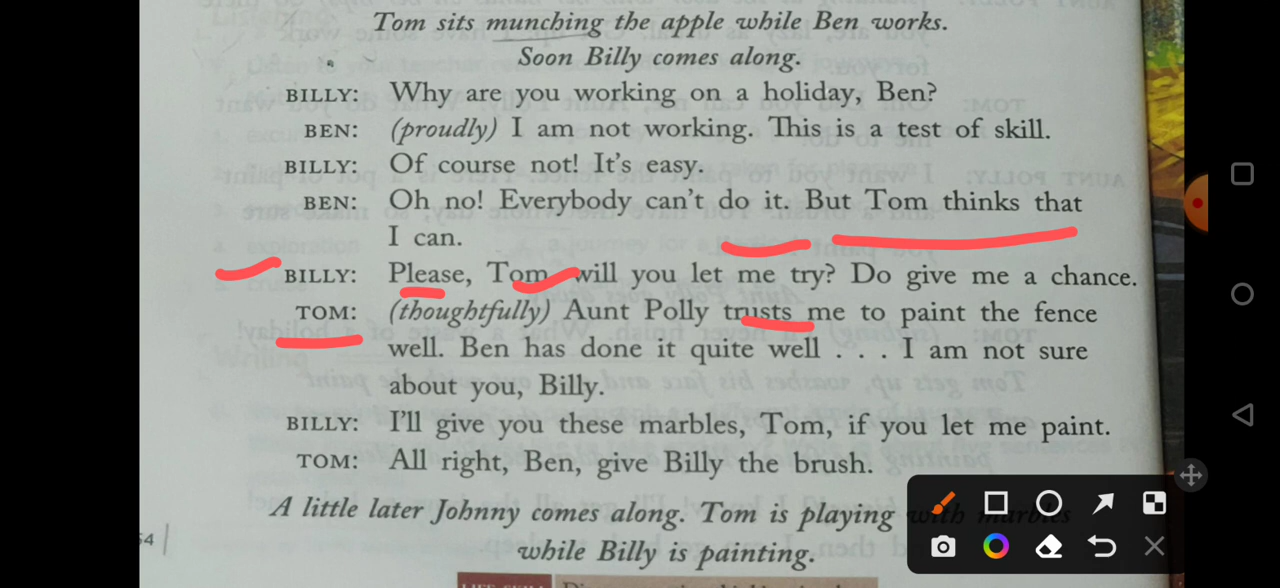 Tom sits munching the apple while Ben works.
Soon Billy comes along.
BILLY: Why are you working on a holiday, Ben?
BEN: (proudly) I am not working. This is a test of skill.
BILLY: Of course not! It's easy.
BEN: Oh no! Everybody can't do it. But Tom thinks that
I can.
BILLY: Please, Tom will you let me try? Do give me a chance.
TOM: (thoughtfully) Aunt Polly trusts me to paint the fence
well. Ben has done it quite well . . . I am not sure
about you, Billy.
BILLY: I'll give you these marbles, Tom, if you let me paint.
TOM: All right, Ben, give Billy the brush.
A little later Johnny comes along. Tom is playing with marbles
while Billy is painting.
54